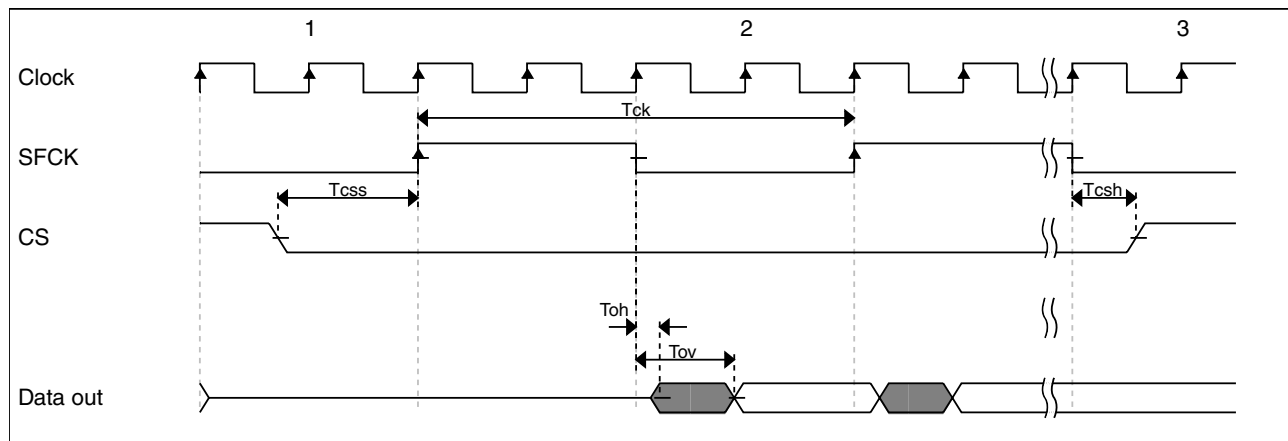 1 2 3
Clock
Tck
SFCK
Tcss Tcsh
CS
Toh
Tov
Data out